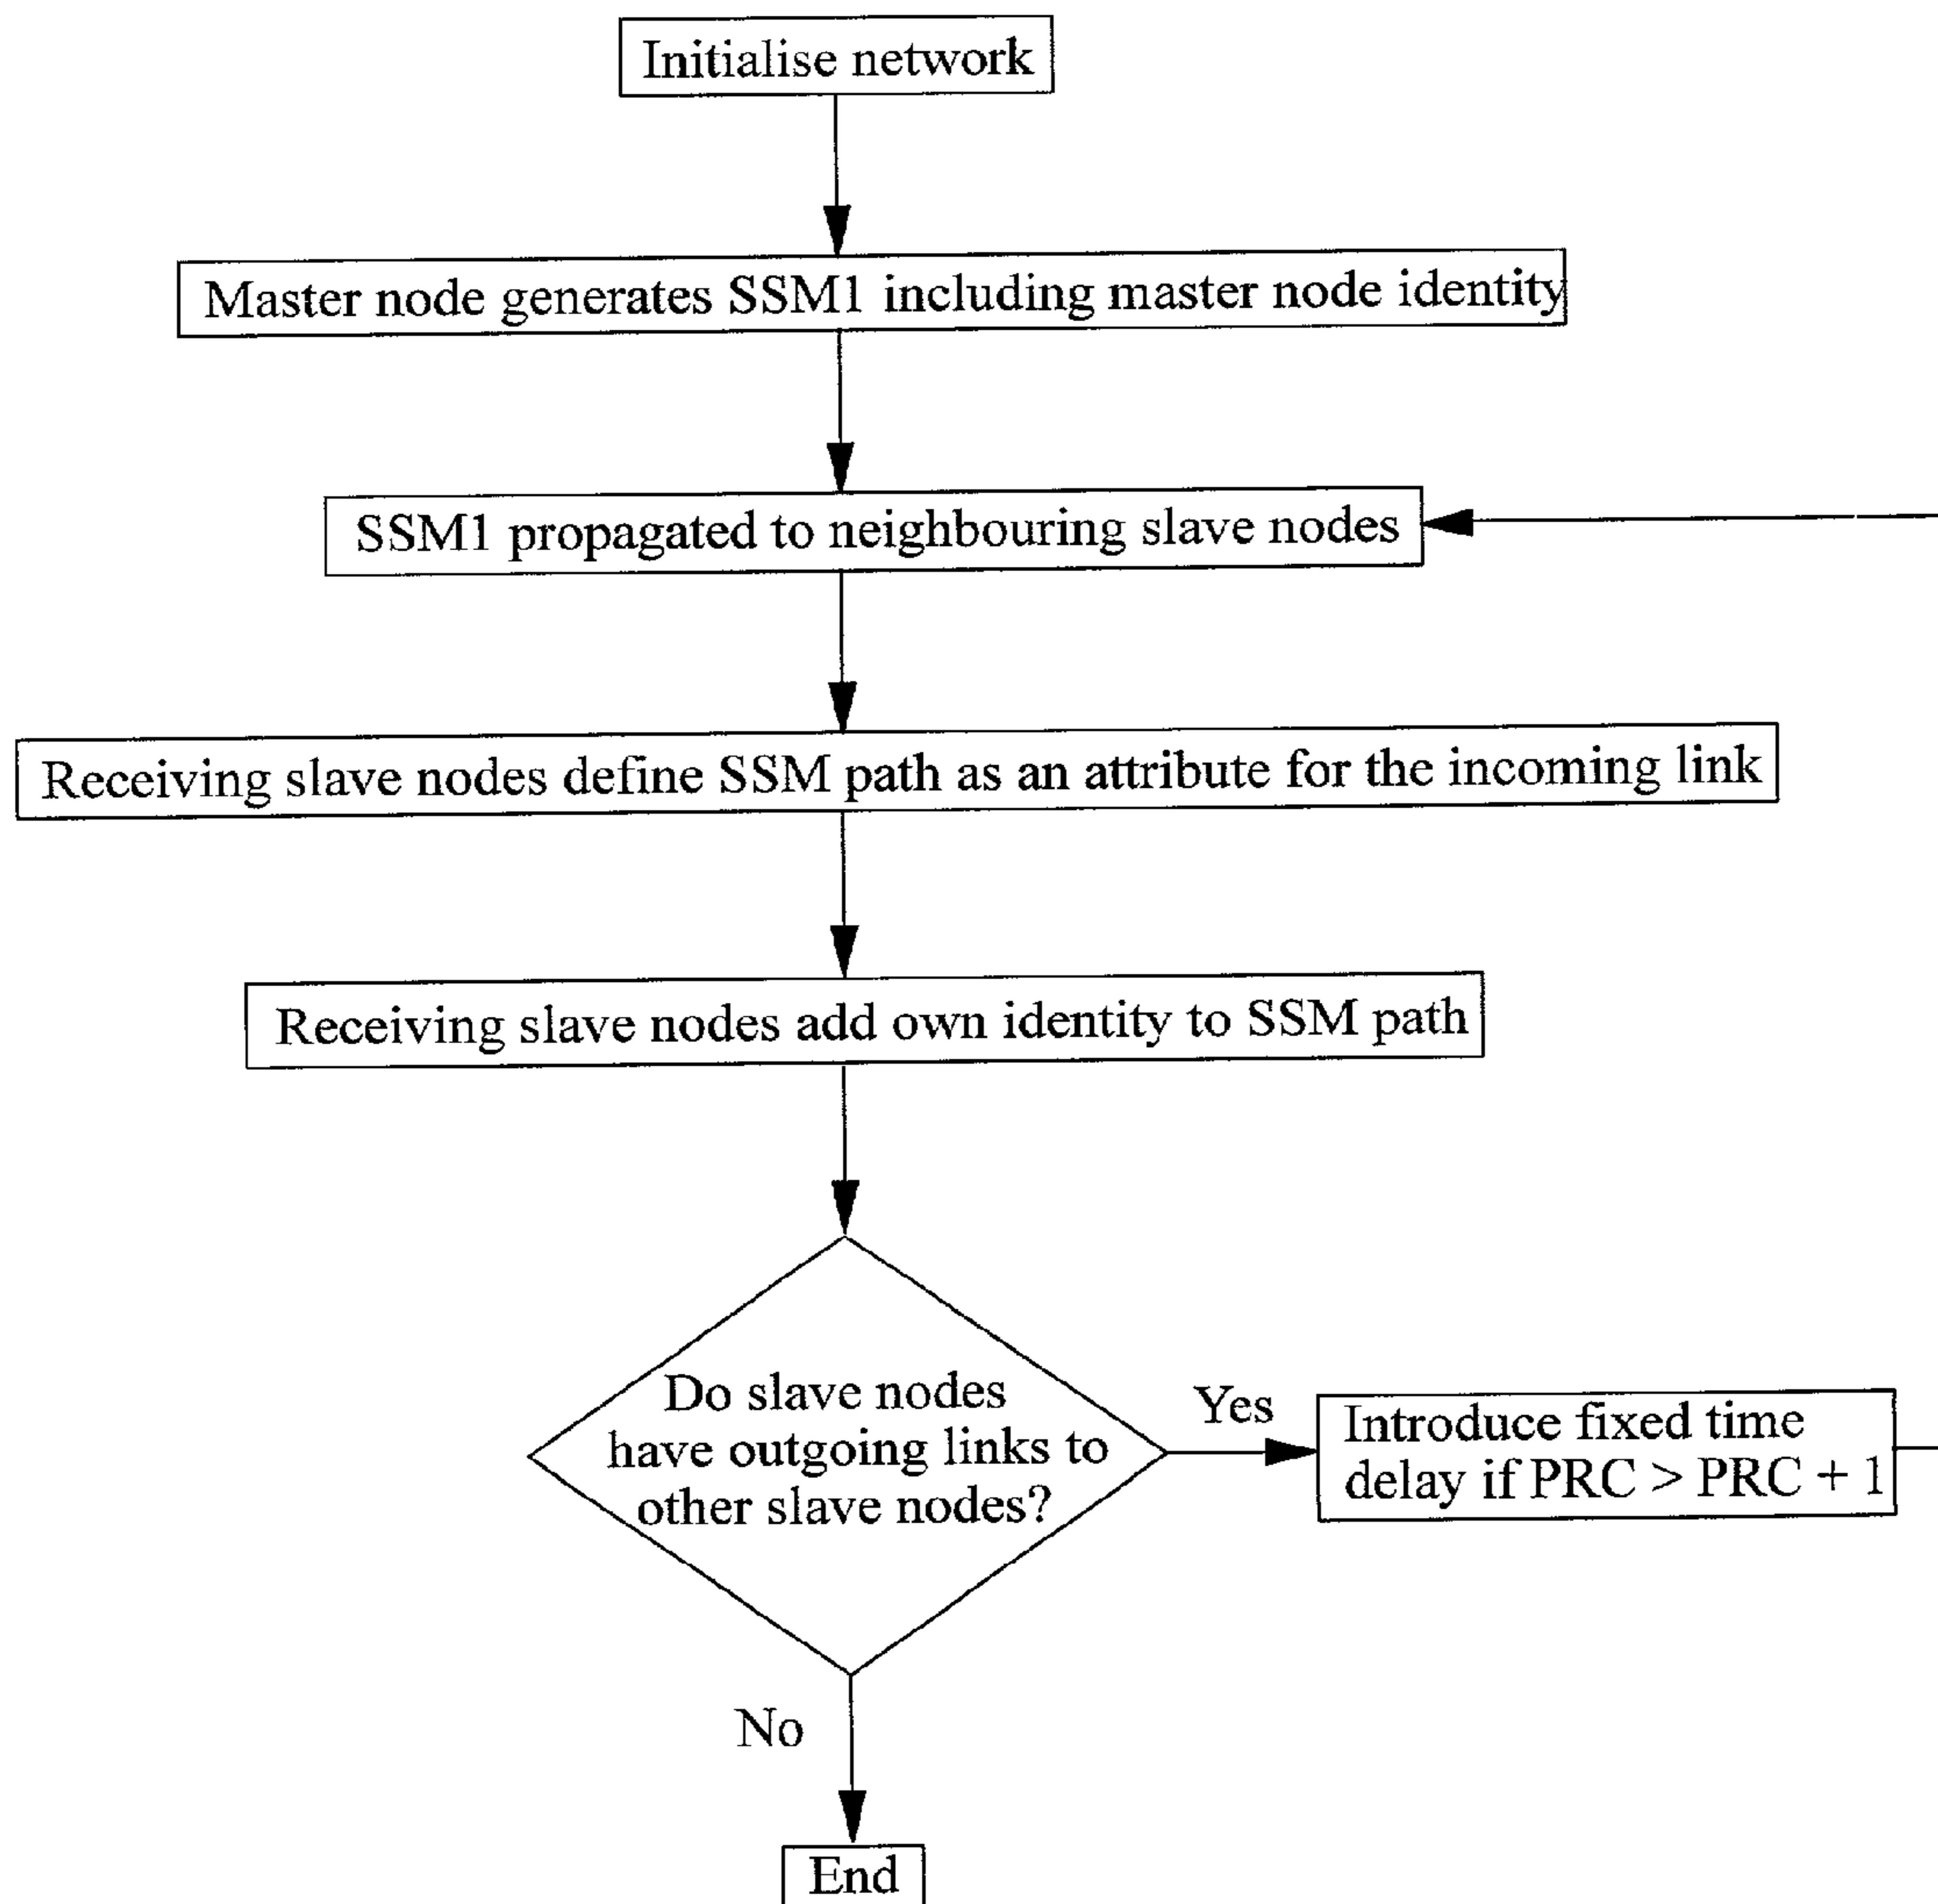 Initialise network
Master node generates SSM1 including master node identity
SSM1 propagated to neighbouring slave nodes
Receiving slave nodes define SSM path as an attribute for the incoming link
Receiving slave nodes add own identity to SSM path
Do slave nodes
have outgoing links to
other slave nodes?
Yes
Introduce fixed time
delay if PRC > PRC + 1
No
End